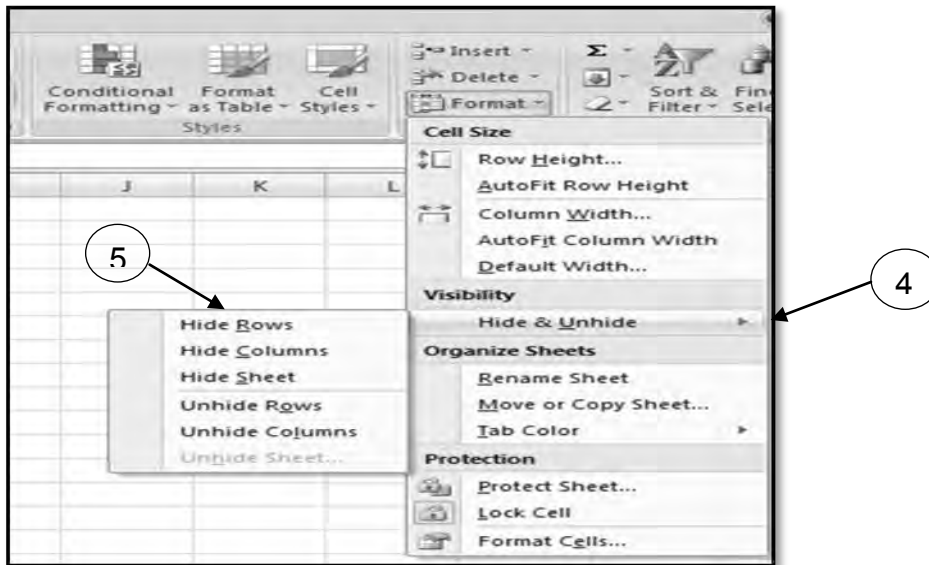 Conditional Formatting
Format as Table
Cell Styles
Styles
Insert
Delete
Format
Σ
Sort & Filter
Cell Size
Row Height...
AutoFit Row Height
Column Width...
AutoFit Column Width
Default Width...
Visibility
Hide & Unhide
Organize Sheets
Rename Sheet
Move or Copy Sheet...
Tab Color
Protection
Protect Sheet...
Lock Cell
Format Cells...
J K L
5
4
Hide Rows
Hide Columns
Hide Sheet
Unhide Rows
Unhide Columns
Unhide Sheet...